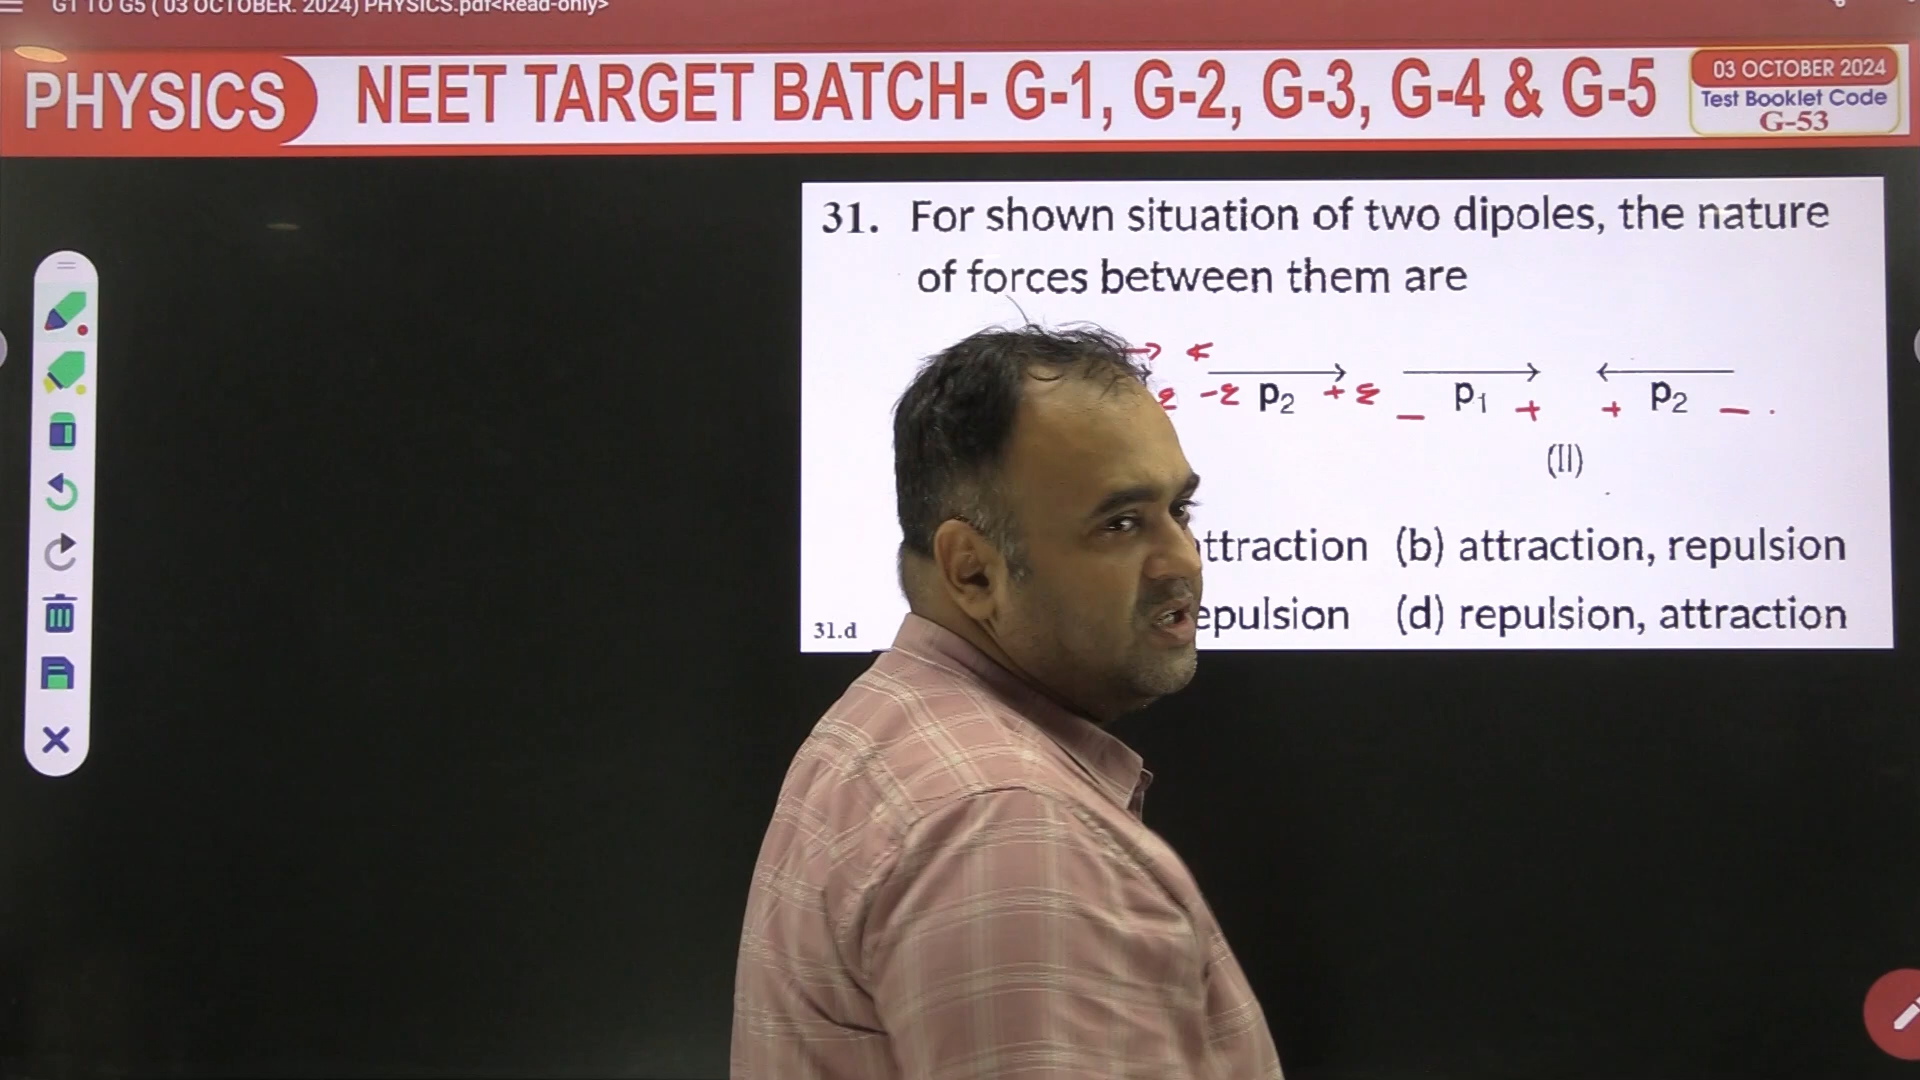 G1 TO G5 ( 03 OCTOBER. 2024) PHYSICS.pdf<Read-only>
PHYSICS
NEET TARGET BATCH- G-1, G-2, G-3, G-4 & G-5
03 OCTOBER 2024
Test Booklet Code
G-53
31. For shown situation of two dipoles, the nature
of forces between them are
p₂ p₁ p₂
− + + −
(II)
(b) attraction, repulsion
epulsion (d) repulsion, attraction
31.d